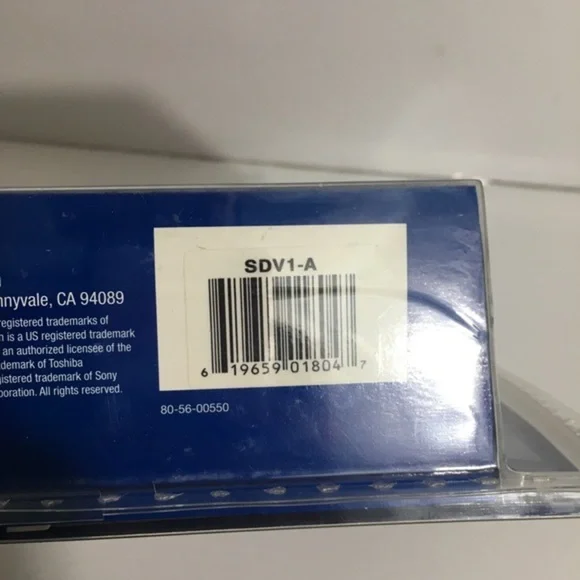 nnyvale, CA 94089
registered trademarks of
n is a US registered trademark
an authorized licensee of the
demark of Toshiba
gistered trademark of Sony
poration. All rights reserved.
SDV1-A
6 19659 01804 7
80-56-00550